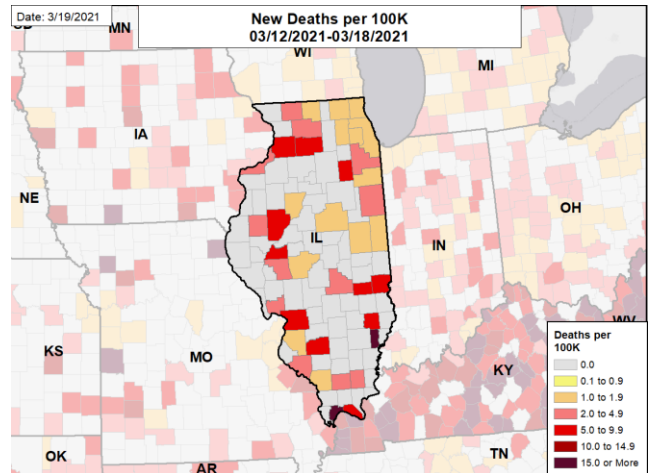 Date: 3/19/2021
New Deaths per 100K
03/12/2021-03/18/2021
MN
WI
MI
IA
NE
IL
IN
OH
KS
MO
KY
WV
OK
AR
TN
Deaths per
100K
0.0
0.1 to 0.9
1.0 to 1.9
2.0 to 4.9
5.0 to 9.9
10.0 to 14.9
15.0 or More